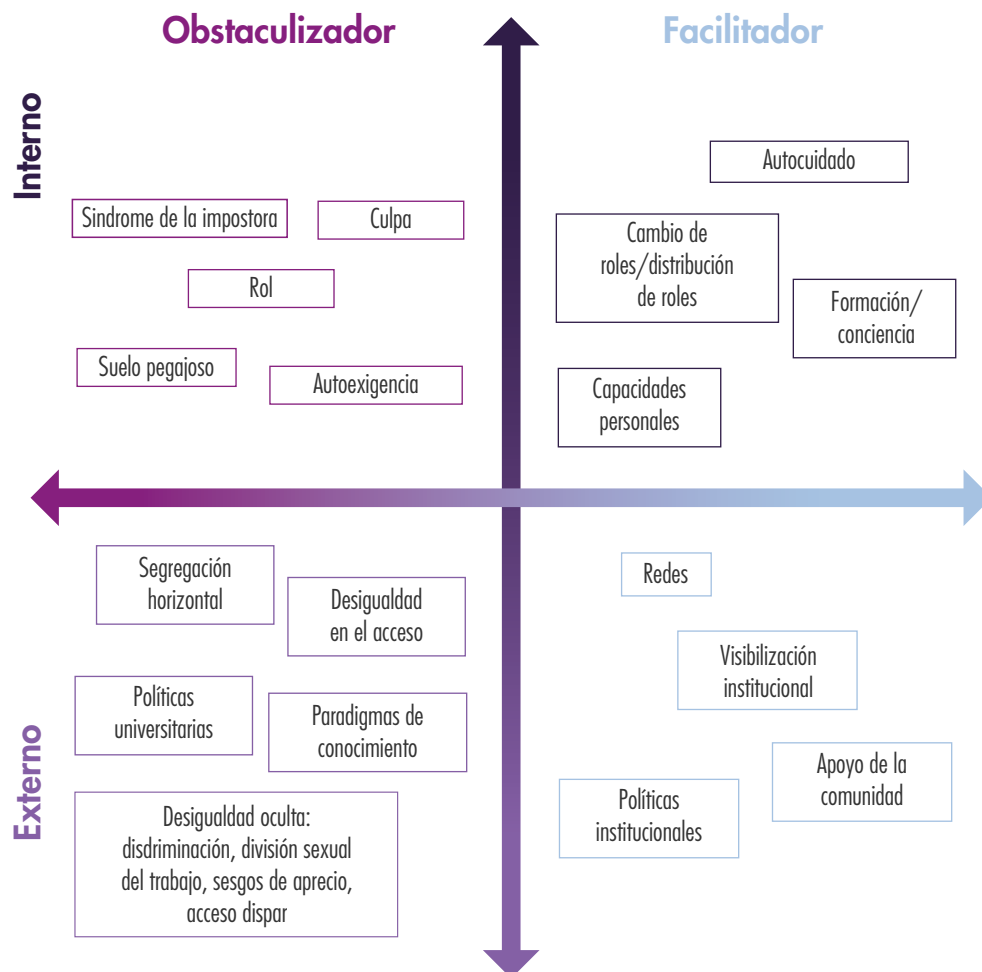 Obstaculizador
Facilitador
Interno
Sindrome de la impostora
Culpa
Rol
Suelo pegajoso
Autoexigencia
Autocuidado
Cambio de
roles/distribución
de roles
Formación/
conciencia
Capacidades
personales
Externo
Segregación
horizontal
Desigualdad
en el acceso
Políticas
universitarias
Paradigmas de
conocimiento
Desigualdad oculta:
disdriminación, división sexual
del trabajo, sesgos de aprecio,
acceso dispar
Redes
Visibilización
institucional
Apoyo de la
comunidad
Políticas
institucionales